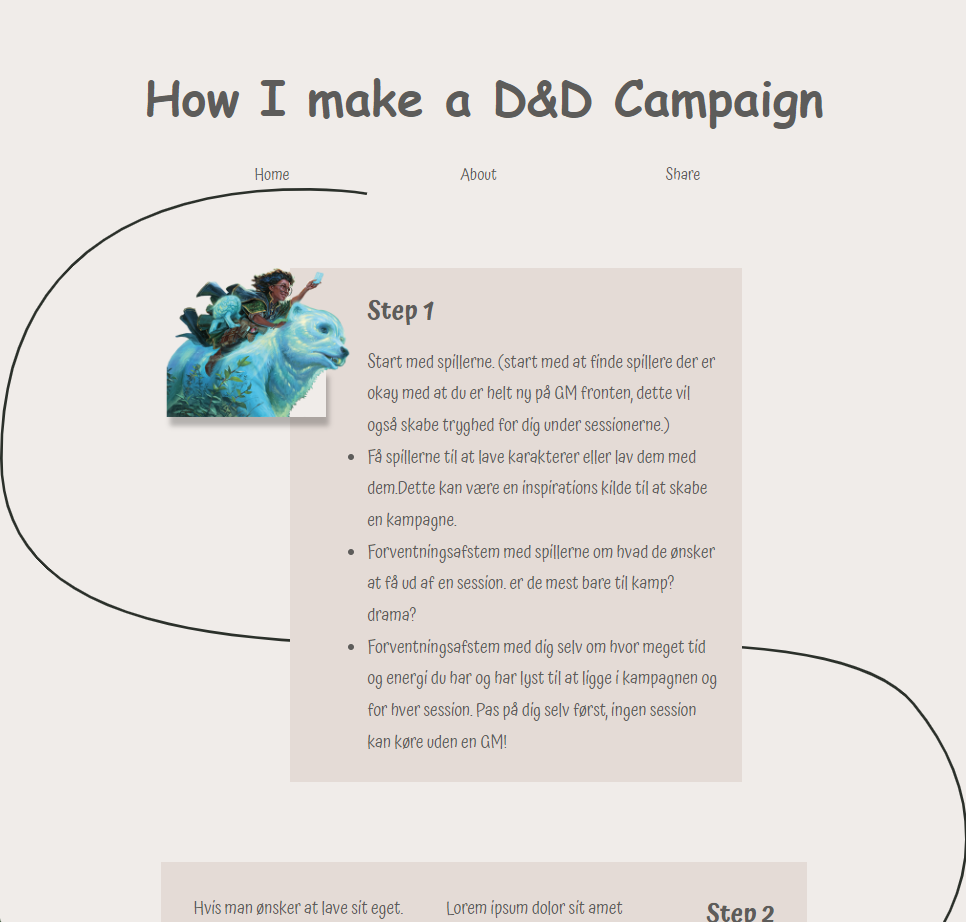 How I make a D&D Campaign
Home About Share
Step 1
Start med spillerne. (start med at finde spillere der er
okay med at du er helt ny på GM fronten, dette vil
også skabe tryghed for dig under sessionerne.)
Få spillerne til at lave karakterer eller lav dem med
dem.Dette kan være en inspirations kilde til at skabe
en kampagne.
Forventningsafstem med spillerne om hvad de ønsker
at få ud af en session. er de mest bare til kamp?
drama?
Forventningsafstem med dig selv om hvor meget tid
og energi du har og har lyst til at ligge i kampagnen og
for hver session. Pas på dig selv først, ingen session
kan køre uden en GM!
Hvis man ønsker at lave sit eget.
Lorem ipsum dolor sit amet
Step 2